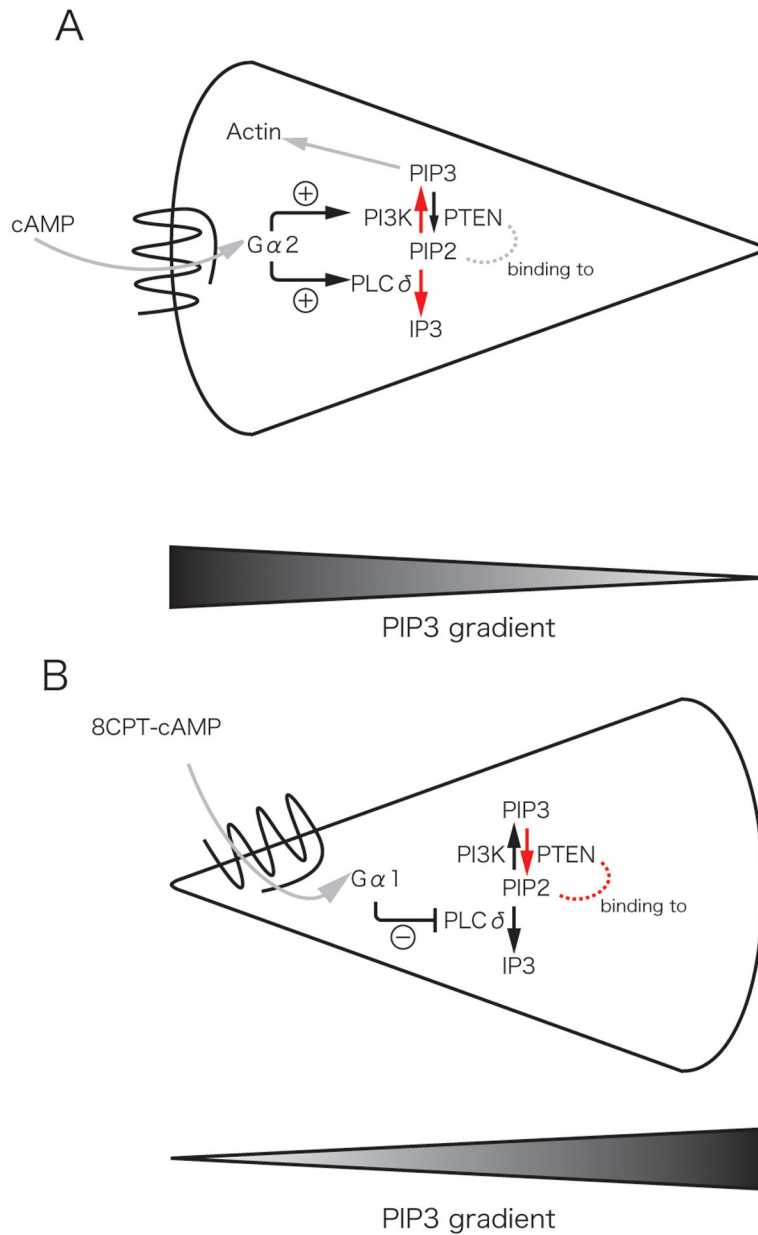 A
Actin
PIP3
cAMP
⊕
PI3K
PTEN
Gα2
PIP2
binding to
PLCδ
⊕
IP3
PIP3 gradient
B
8CPT-cAMP
PIP3
PI3K
PTEN
Gα1
PIP2
binding to
PLCδ
⊖
IP3
PIP3 gradient